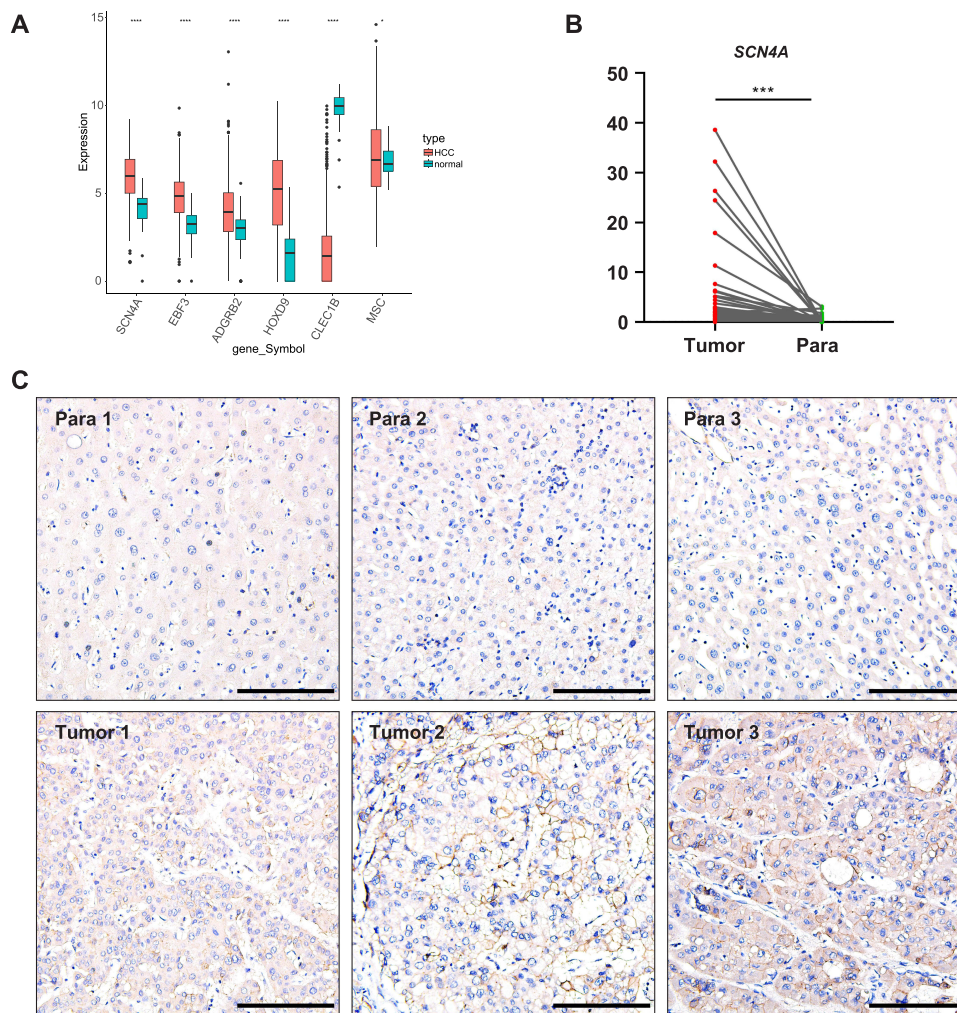 A
15
10
5
0
Expression
**** **** **** **** **** *
SCN4A
EBF3
ADGRB2
HOXD9
CLEC1B
MSC
gene_Symbol
type
HCC
normal
B
SCN4A
***
50
40
30
20
10
0
Tumor Para
C
Para 1 Para 2 Para 3
Tumor 1 Tumor 2 Tumor 3